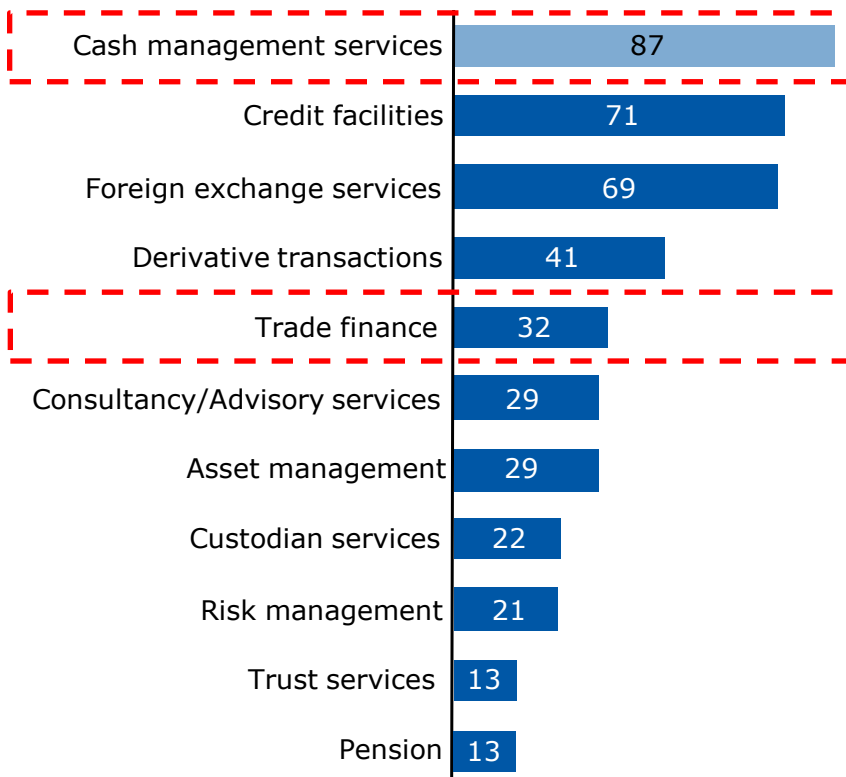 Cash management services 87
Credit facilities 71
Foreign exchange services 69
Derivative transactions 41
Trade finance 32
Consultancy/Advisory services 29
Asset management 29
Custodian services 22
Risk management 21
Trust services 13
Pension 13